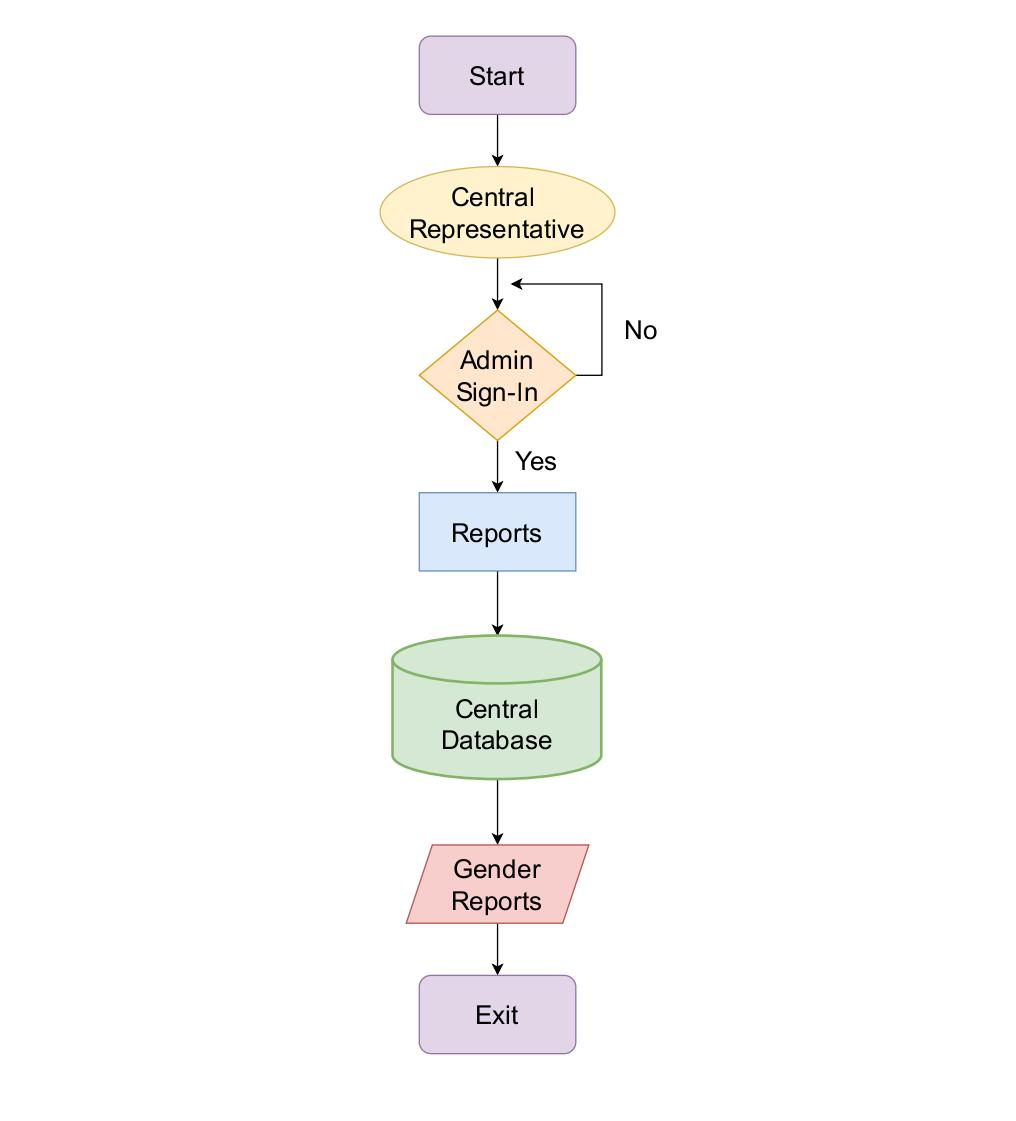 Start
Central
Representative
No
Admin
Sign-In
Yes
Reports
Central
Database
Gender
Reports
Exit